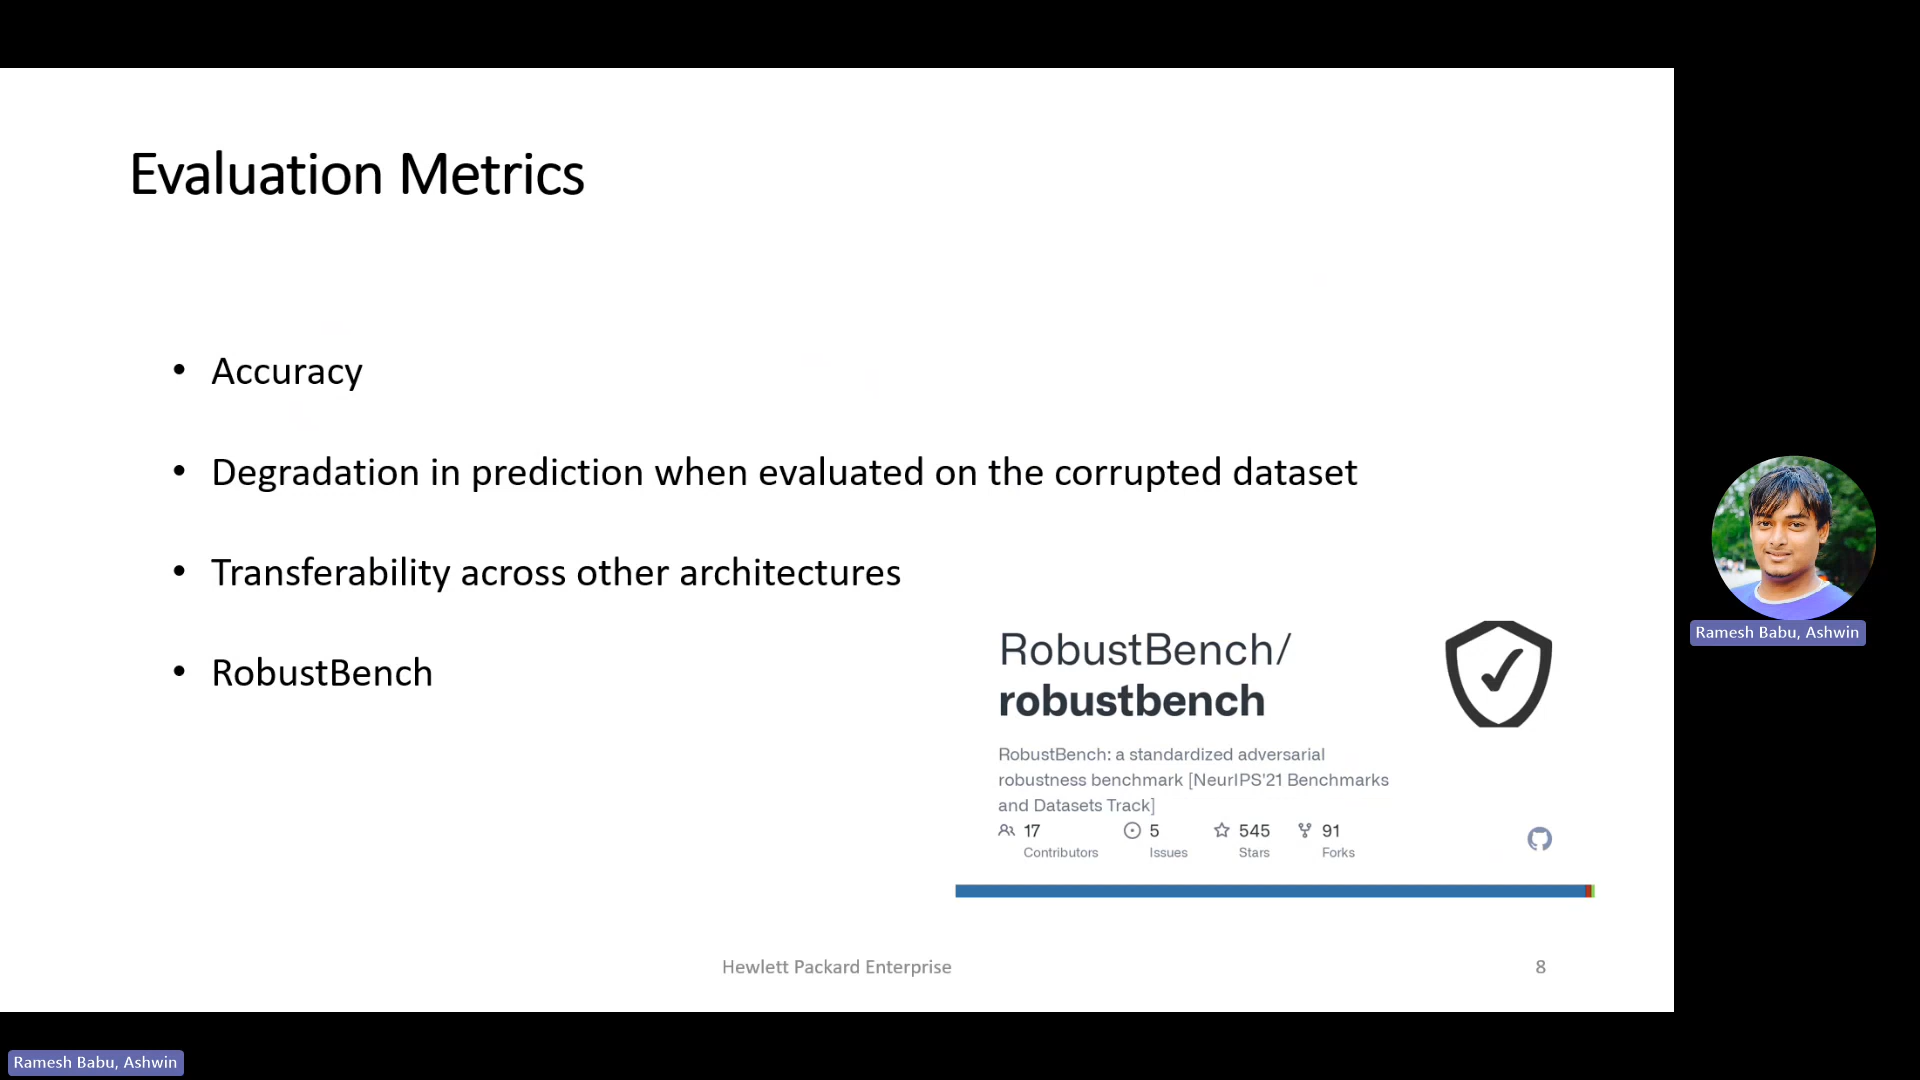 Evaluation Metrics
• Accuracy
• Degradation in prediction when evaluated on the corrupted dataset
• Transferability across other architectures
• RobustBench
RobustBench/
robustbench
RobustBench: a standardized adversarial
robustness benchmark [NeurIPS'21 Benchmarks
and Datasets Track]
17 5 545 91
Contributors Issues Stars Forks
Hewlett Packard Enterprise 8
Ramesh Babu, Ashwin
Ramesh Babu, Ashwin